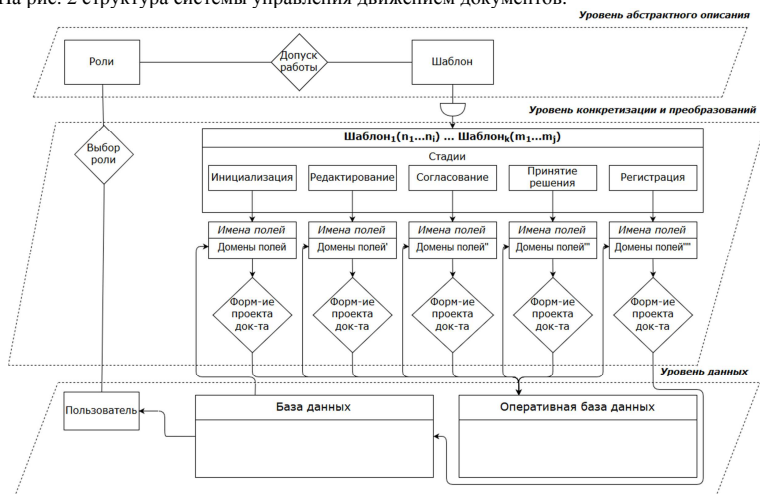 На рис. 2 структура системы управления движением документов.
Уровень абстрактного описания
Роли
Допуск
работы
Шаблон
Уровень конкретизации и преобразований
Выбор
роли
Шаблон₁(n₁...nᵢ) ... Шаблонₖ(m₁...mⱼ)
Стадии
Инициализация
Редактирование
Согласование
Принятие
решения
Регистрация
Имена полей
Домены полей
Имена полей
Домены полей'
Имена полей
Домены полей''
Имена полей
Домены полей'''
Имена полей
Домены полей''''
Форм-ие
проекта
док-та
Форм-ие
проекта
док-та
Форм-ие
проекта
док-та
Форм-ие
проекта
док-та
Форм-ие
проекта
док-та
Уровень данных
Пользователь
База данных
Оперативная база данных